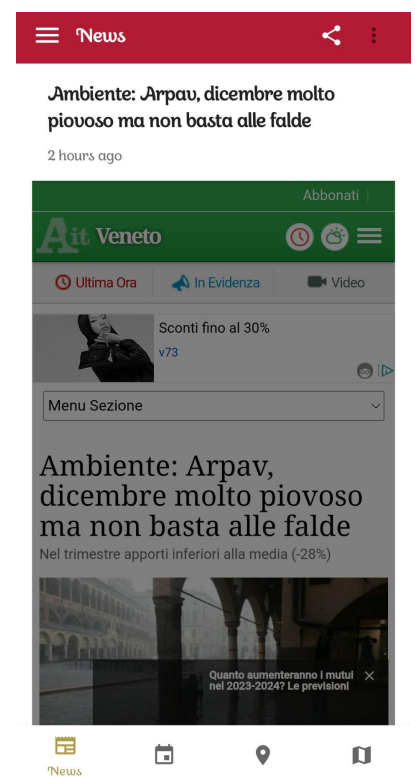 News
Ambiente: Arpav, dicembre molto
piovoso ma non basta alle falde
2 hours ago
Abbonati
Ait Veneto
Ultima Ora
In Evidenza
Video
Sconti fino al 30%
v73
Menu Sezione
Ambiente: Arpav,
dicembre molto piovoso
ma non basta alle falde
Nel trimestre apporti inferiori alla media (-28%)
Quanto aumenteranno i mutui
nel 2023-2024? Le previsioni
News